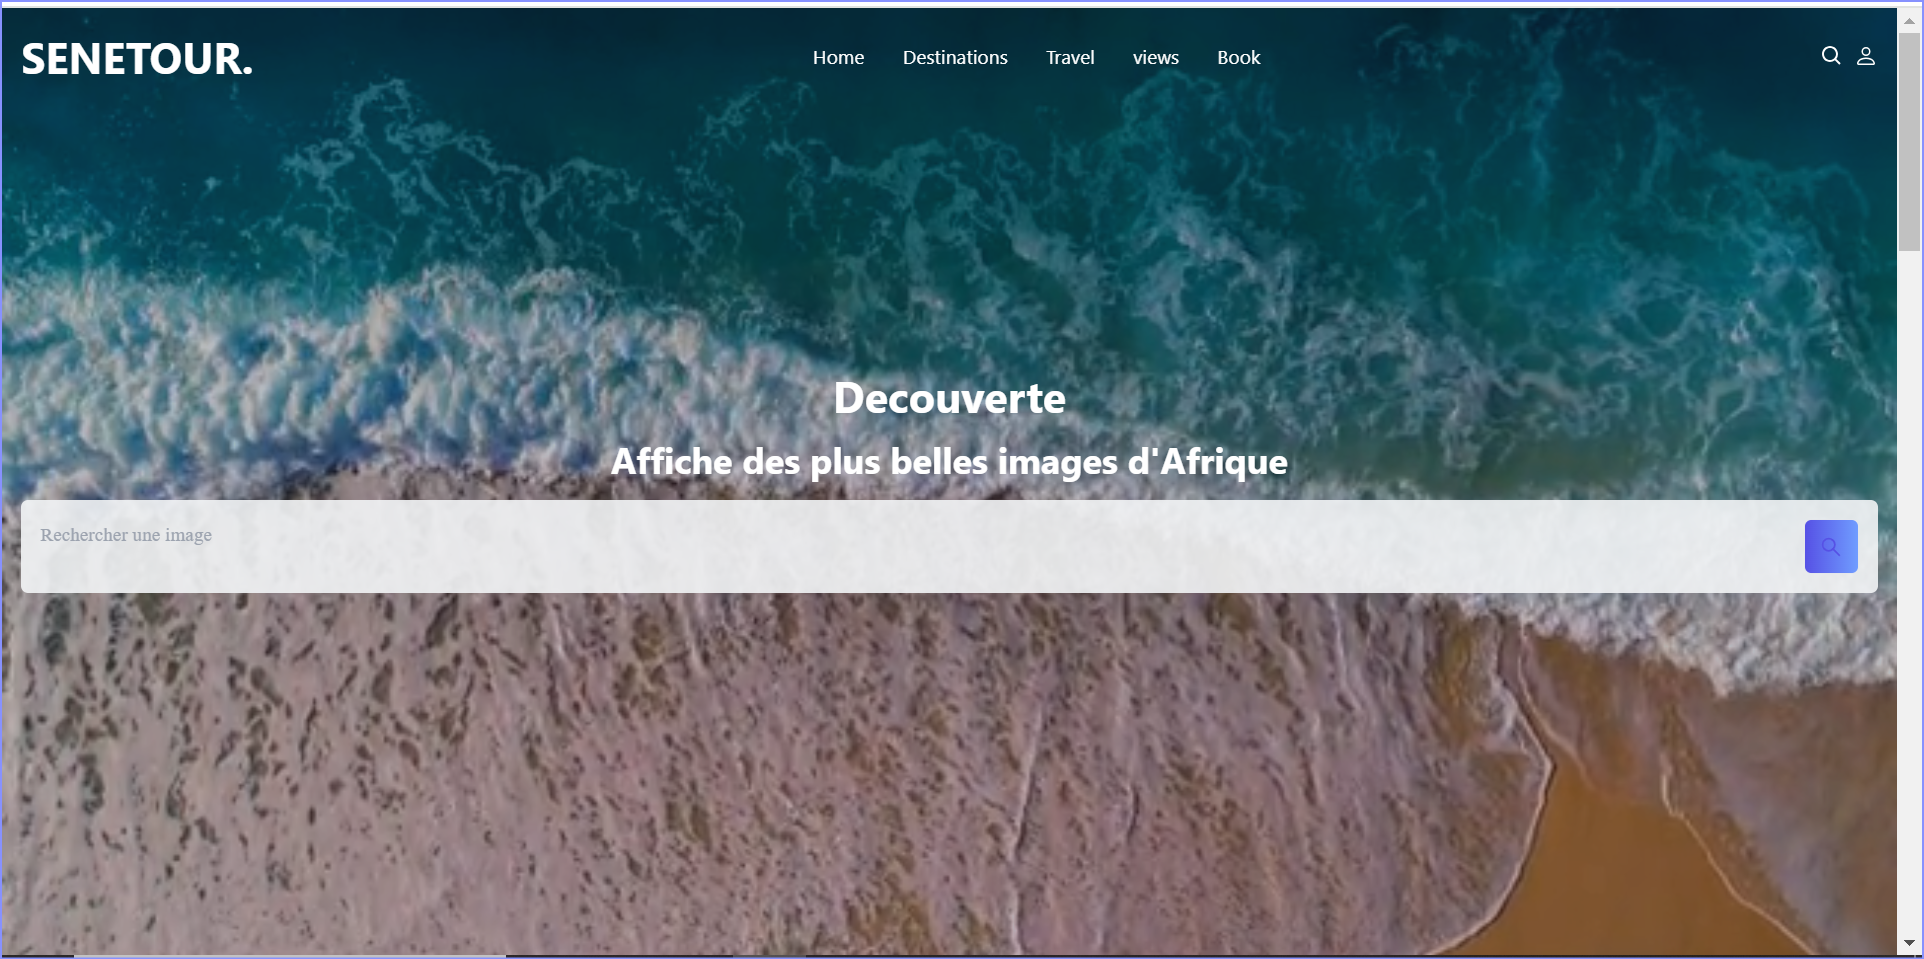 SENETOUR.
Home Destinations Travel views Book
Decouverte
Affiche des plus belles images d'Afrique
Rechercher une image